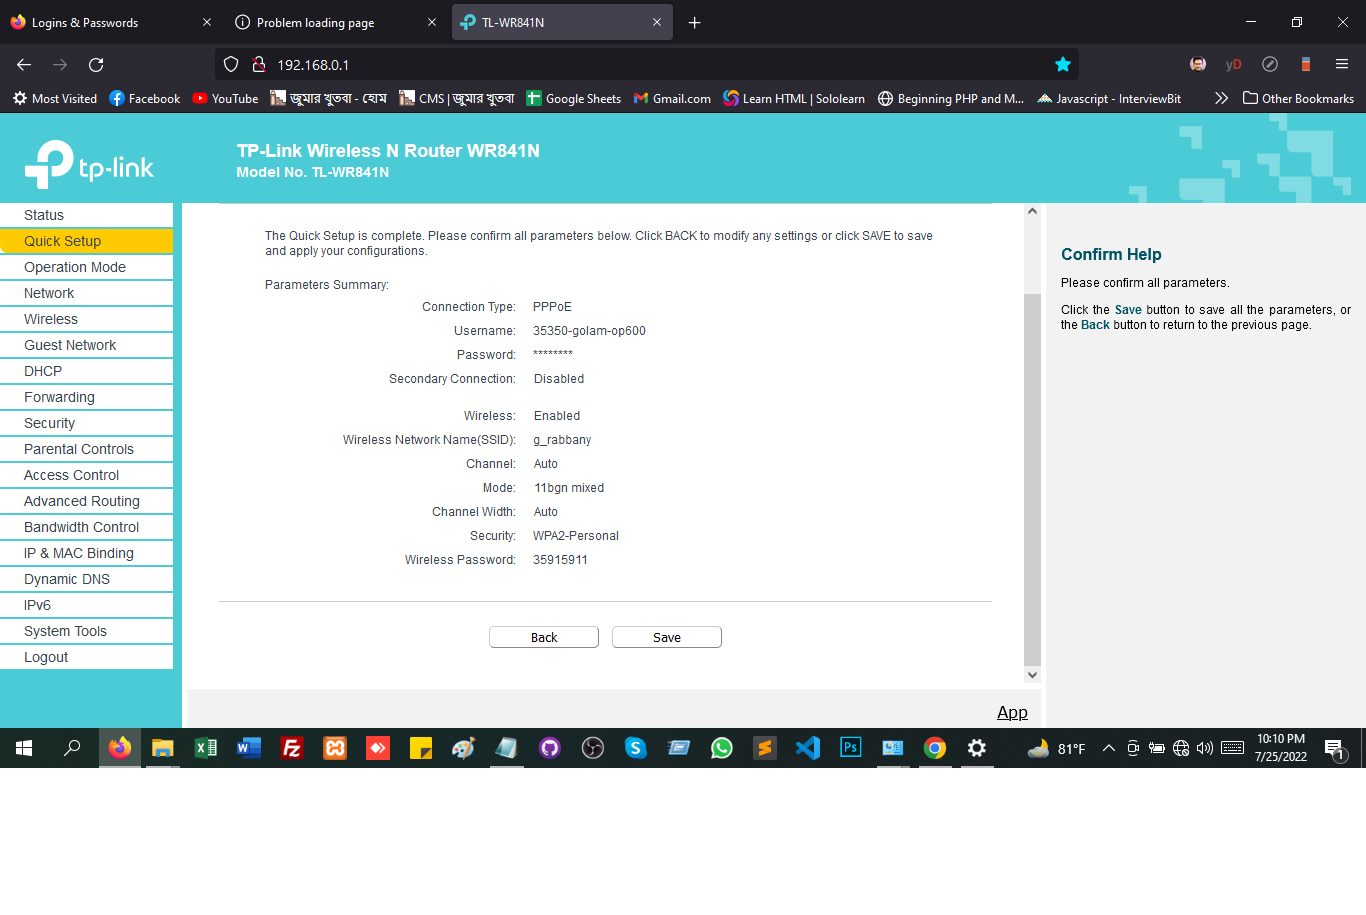 Logins & Passwords
Problem loading page
TL-WR841N
192.168.0.1
yD
Most Visited
Facebook
YouTube
জুমার খুতবা - হোম
CMS | জুমার খুতবা
Google Sheets
Gmail.com
Learn HTML | Sololearn
Beginning PHP and M...
Javascript - InterviewBit
Other Bookmarks
tp-link
TP-Link Wireless N Router WR841N
Model No. TL-WR841N
Status
Quick Setup
Operation Mode
Network
Wireless
Guest Network
DHCP
Forwarding
Security
Parental Controls
Access Control
Advanced Routing
Bandwidth Control
IP & MAC Binding
Dynamic DNS
IPv6
System Tools
Logout
The Quick Setup is complete. Please confirm all parameters below. Click BACK to modify any settings or click SAVE to save
and apply your configurations.
Parameters Summary:
Connection Type: PPPoE
Username: 35350-golam-op600
Password: ********
Secondary Connection: Disabled
Wireless: Enabled
Wireless Network Name(SSID): g_rabbany
Channel: Auto
Mode: 11bgn mixed
Channel Width: Auto
Security: WPA2-Personal
Wireless Password: 35915911
Back
Save
App
Confirm Help
Please confirm all parameters.
Click the Save button to save all the parameters, or
the Back button to return to the previous page.
81°F
10:10 PM
7/25/2022
1